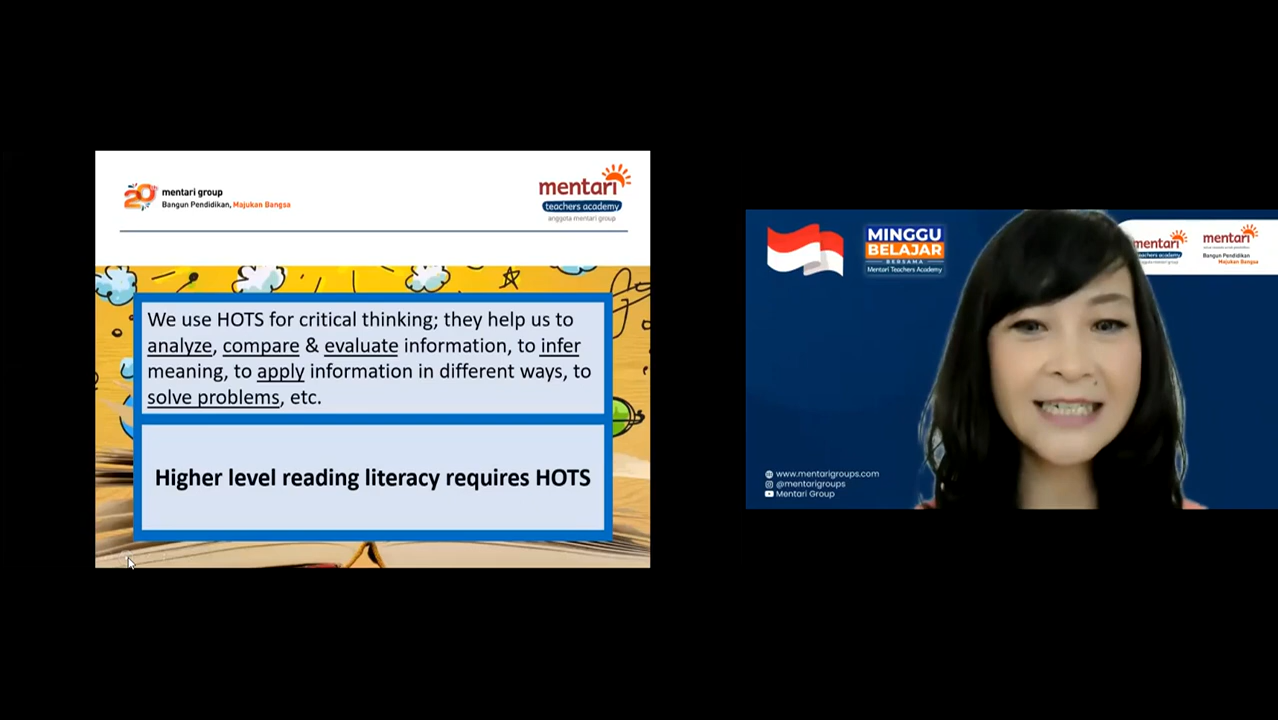 20
mentari group
Bangun Pendidikan, Majukan Bangsa
mentari
teachers academy
anggota mentari group
We use HOTS for critical thinking; they help us to
analyze, compare & evaluate information, to infer
meaning, to apply information in different ways, to
solve problems, etc.
Higher level reading literacy requires HOTS
MINGGU
BELAJAR
BERSAMA
Mentari Teachers Academy
mentari
teachers academy
mentari
Bangun Pendidikan
Majukan Bangsa
www.mentarigroups.com
@mentarigroups
Mentari Group